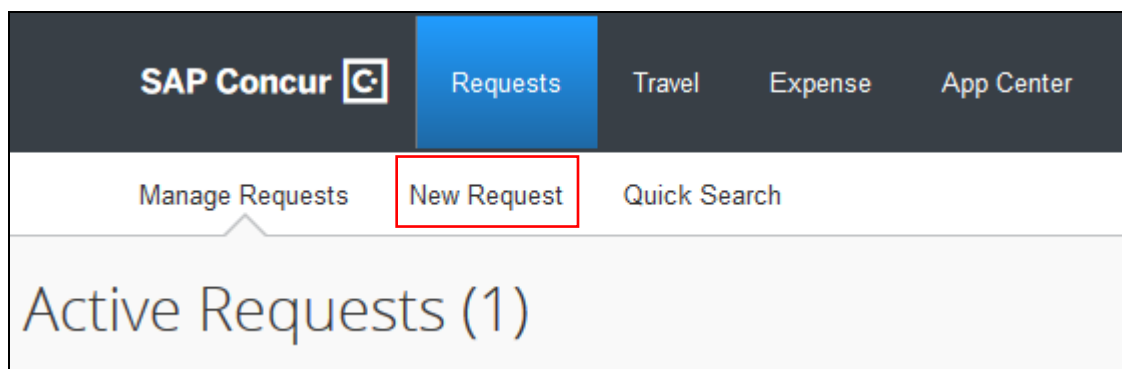 SAP Concur C Requests Travel Expense App Center
Manage Requests New Request Quick Search
Active Requests (1)